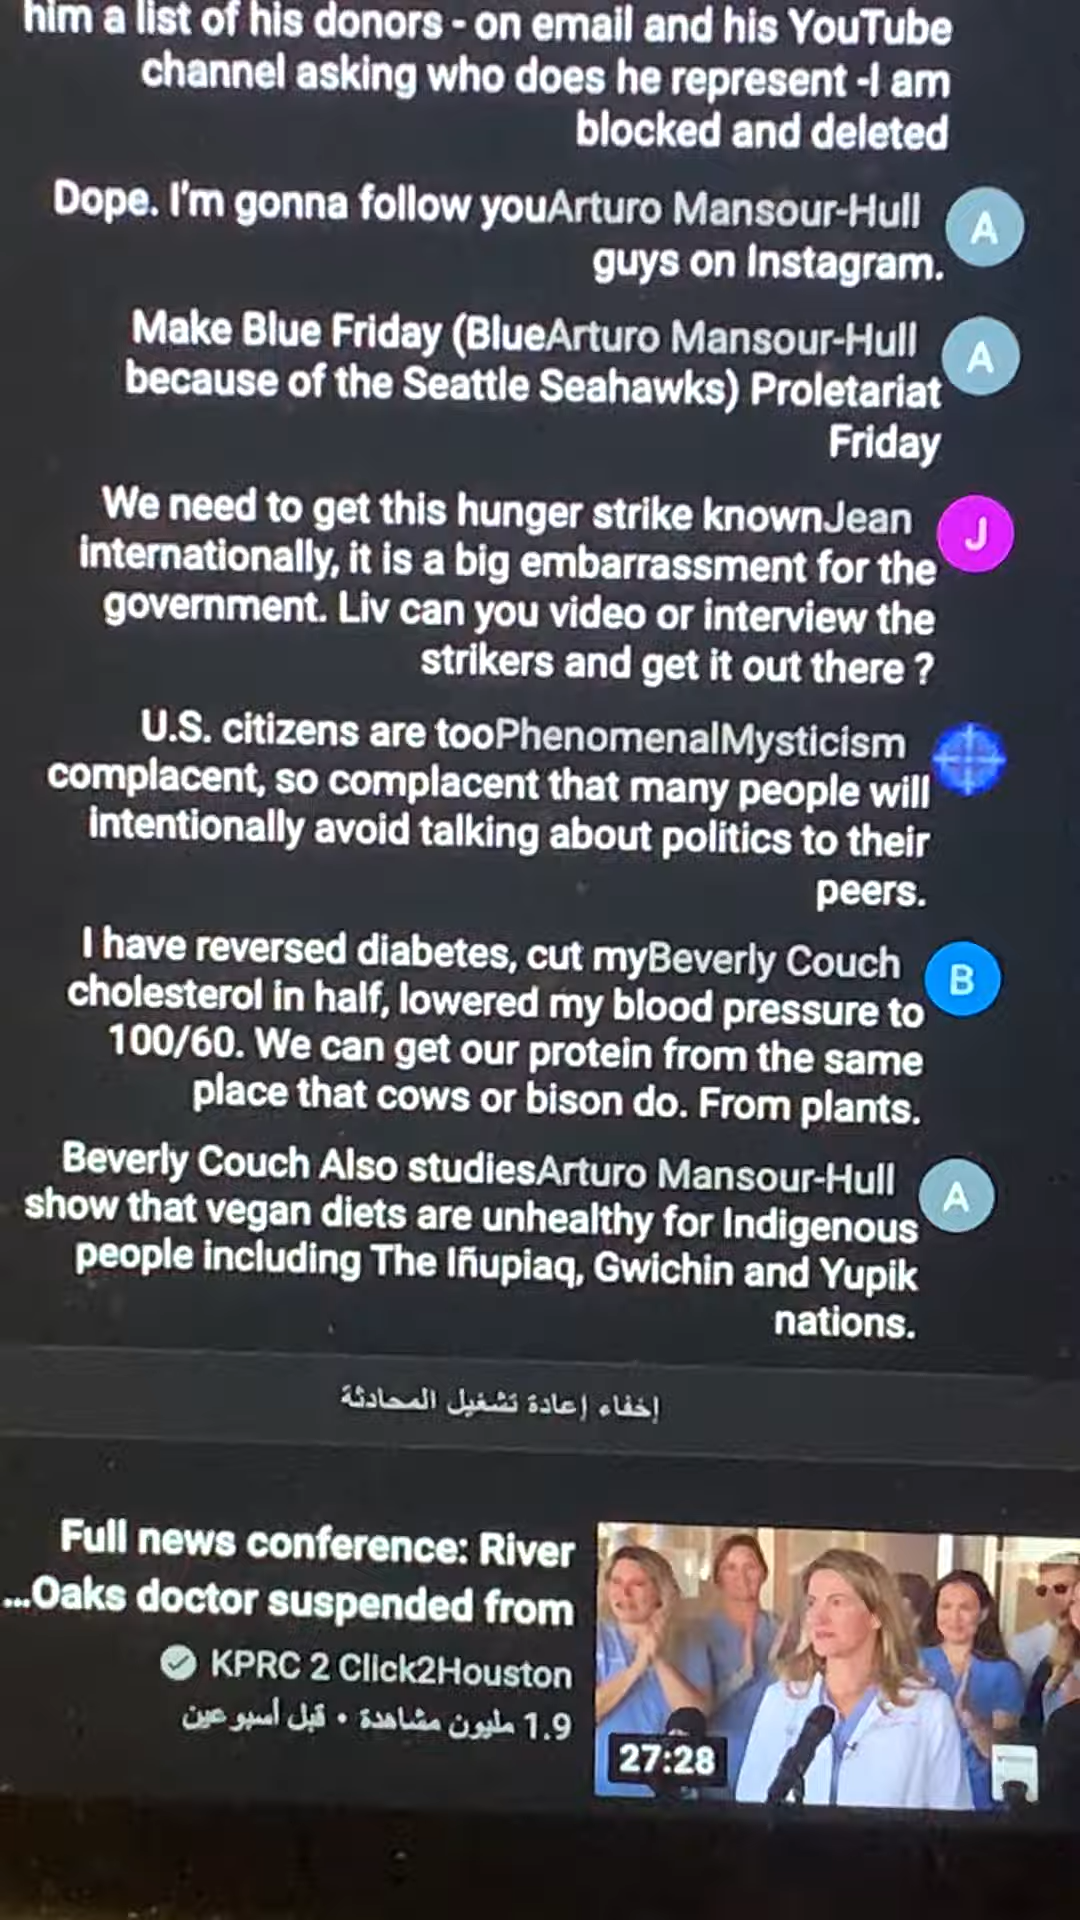 him a list of his donors - on email and his YouTube
channel asking who does he represent -I am
blocked and deleted
Dope. I'm gonna follow youArturo Mansour-Hull
guys on Instagram.
A
Make Blue Friday (BlueArturo Mansour-Hull
because of the Seattle Seahawks) Proletariat
Friday
A
We need to get this hunger strike knownJean
internationally, it is a big embarrassment for the
government. Liv can you video or interview the
strikers and get it out there ?
J
U.S. citizens are tooPhenomenalMysticism
complacent, so complacent that many people will
intentionally avoid talking about politics to their
peers.
I have reversed diabetes, cut myBeverly Couch
cholesterol in half, lowered my blood pressure to
100/60. We can get our protein from the same
place that cows or bison do. From plants.
B
Beverly Couch Also studiesArturo Mansour-Hull
show that vegan diets are unhealthy for Indigenous
people including The Iñupiaq, Gwichin and Yupik
nations.
A
إخفاء إعادة تشغيل المحادثة
Full news conference: River
...Oaks doctor suspended from
KPRC 2 Click2Houston
1.9 مليون مشاهدة • قبل أسبوعين
27:28